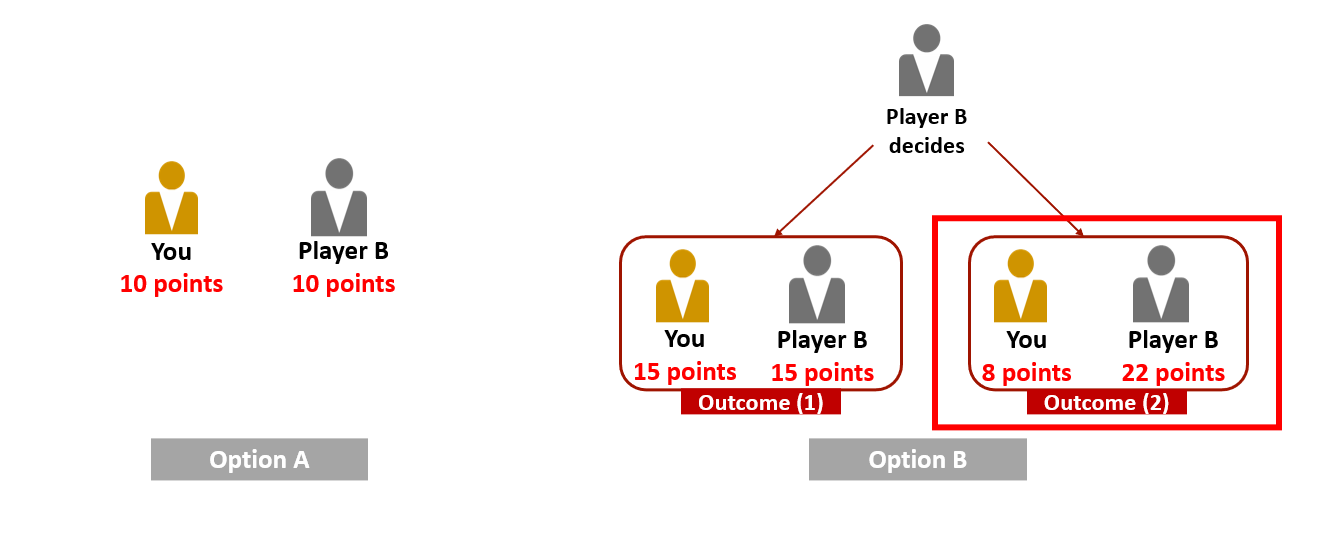 You
10 points
Player B
10 points
Option A
Player B
decides
You
15 points
Player B
15 points
Outcome (1)
You
8 points
Player B
22 points
Outcome (2)
Option B